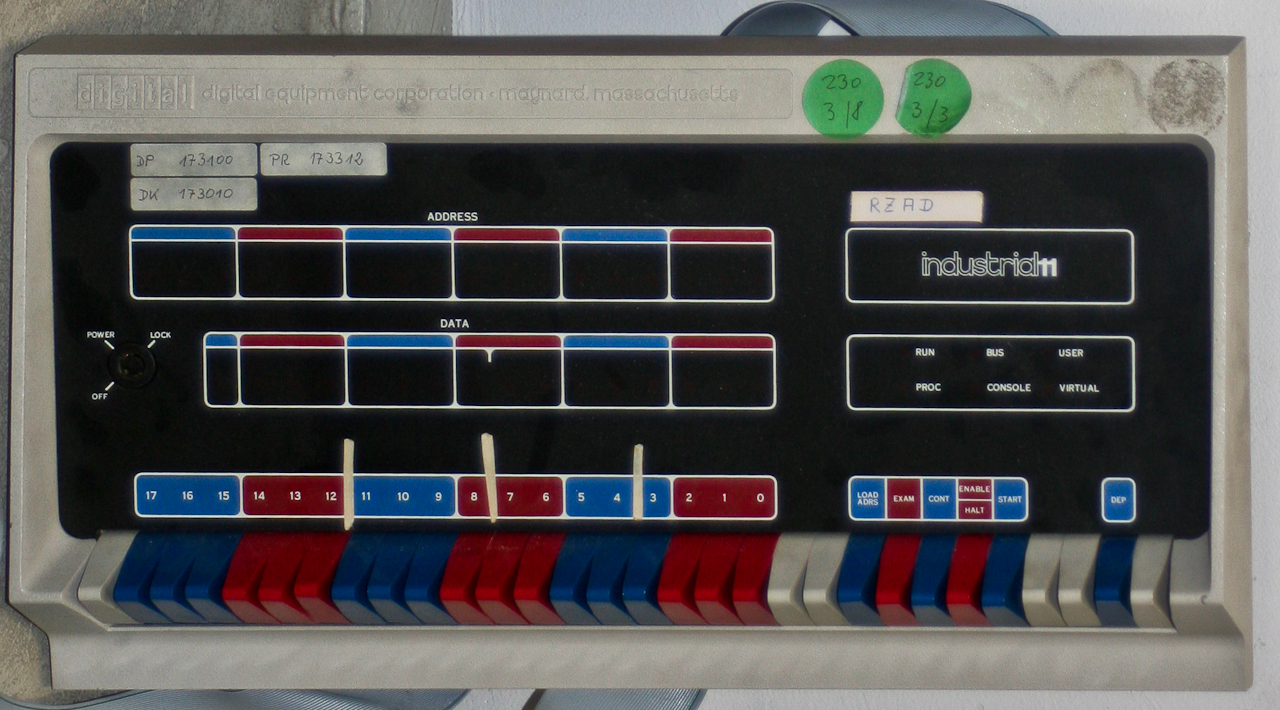 digital digital equipment corporation · maynard, massachusetts
230
3/8
230
3/3
DP 173100
PR 173312
DK 173010
RZAD
ADDRESS
industrial11
DATA
POWER LOCK
OFF
RUN BUS USER
PROC CONSOLE VIRTUAL
17 16 15 14 13 12 11 10 9 8 7 6 5 4 3 2 1 0
LOAD ADRS
EXAM
CONT
ENABLE
HALT
START
DEP